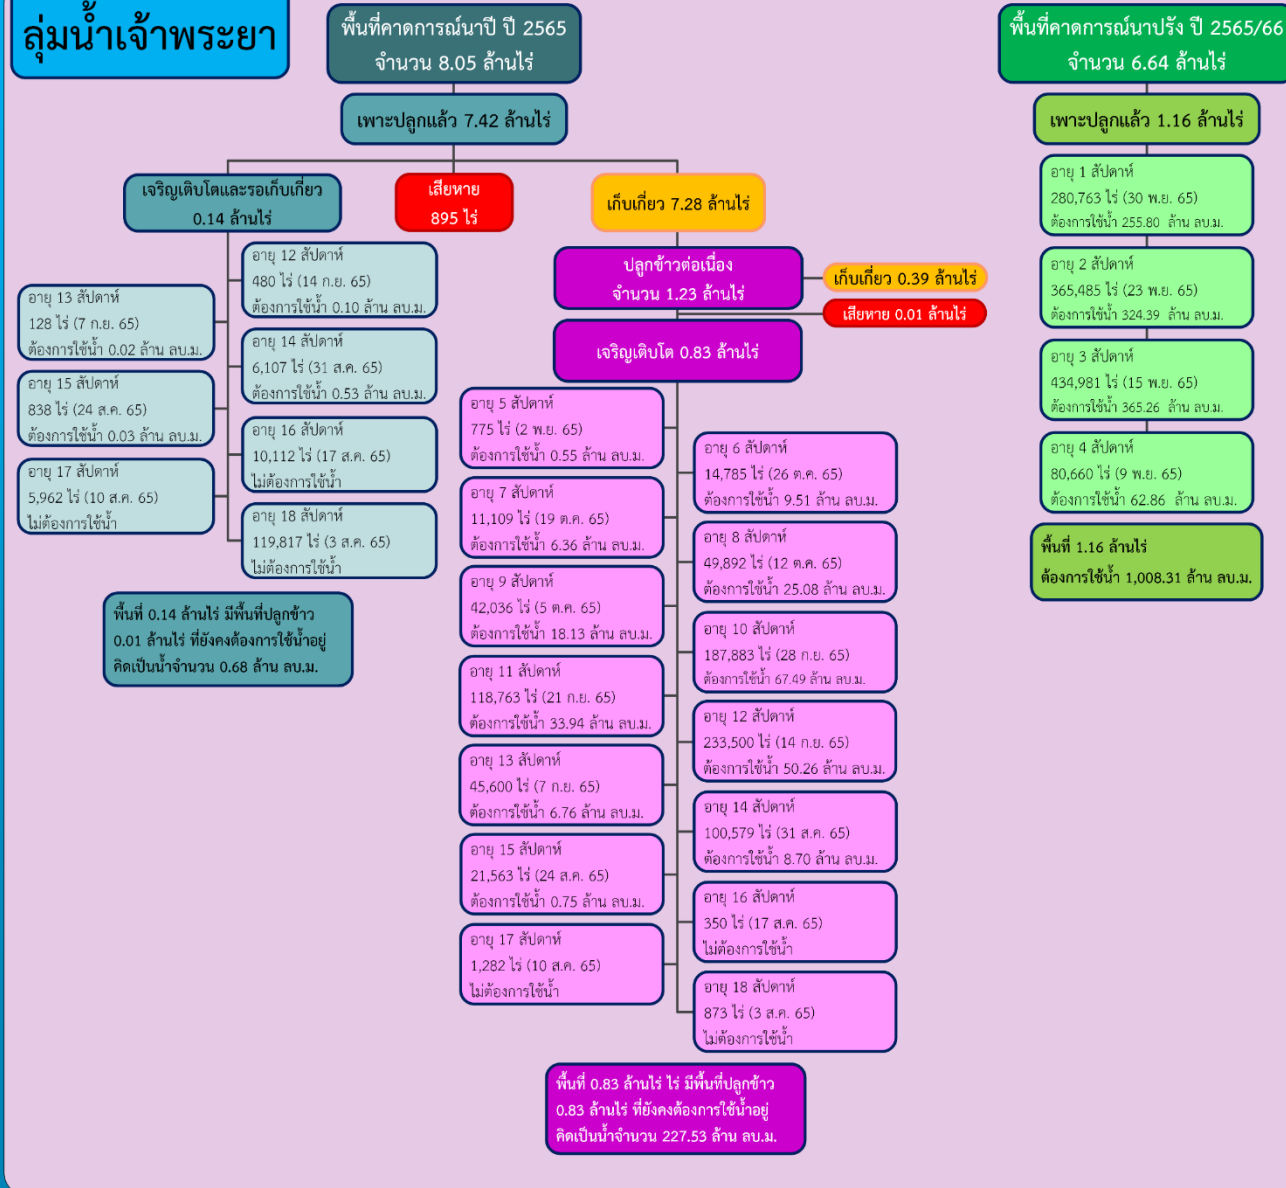 ลุ่มน้ำเจ้าพระยา
พื้นที่คาดการณ์นาปี ปี 2565
จำนวน 8.05 ล้านไร่
เพาะปลูกแล้ว 7.42 ล้านไร่
เจริญเติบโตและรอเก็บเกี่ยว
0.14 ล้านไร่
เสียหาย
895 ไร่
เก็บเกี่ยว 7.28 ล้านไร่
อายุ 12 สัปดาห์
480 ไร่ (14 ก.ย. 65)
ต้องการใช้น้ำ 0.10 ล้าน ลบ.ม.
อายุ 13 สัปดาห์
128 ไร่ (7 ก.ย. 65)
ต้องการใช้น้ำ 0.02 ล้าน ลบ.ม.
อายุ 14 สัปดาห์
6,107 ไร่ (31 ส.ค. 65)
ต้องการใช้น้ำ 0.53 ล้าน ลบ.ม.
อายุ 15 สัปดาห์
838 ไร่ (24 ส.ค. 65)
ต้องการใช้น้ำ 0.03 ล้าน ลบ.ม.
อายุ 16 สัปดาห์
10,112 ไร่ (17 ส.ค. 65)
ไม่ต้องการใช้น้ำ
อายุ 17 สัปดาห์
5,962 ไร่ (10 ส.ค. 65)
ไม่ต้องการใช้น้ำ
อายุ 18 สัปดาห์
119,817 ไร่ (3 ส.ค. 65)
ไม่ต้องการใช้น้ำ
พื้นที่ 0.14 ล้านไร่ มีพื้นที่ปลูกข้าว
0.01 ล้านไร่ ที่ยังคงต้องการใช้น้ำอยู่
คิดเป็นน้ำจำนวน 0.68 ล้าน ลบ.ม.
ปลูกข้าวต่อเนื่อง
จำนวน 1.23 ล้านไร่
เก็บเกี่ยว 0.39 ล้านไร่
เสียหาย 0.01 ล้านไร่
เจริญเติบโต 0.83 ล้านไร่
อายุ 5 สัปดาห์
775 ไร่ (2 พ.ย. 65)
ต้องการใช้น้ำ 0.55 ล้าน ลบ.ม.
อายุ 6 สัปดาห์
14,785 ไร่ (26 ต.ค. 65)
ต้องการใช้น้ำ 9.51 ล้าน ลบ.ม.
อายุ 7 สัปดาห์
11,109 ไร่ (19 ต.ค. 65)
ต้องการใช้น้ำ 6.36 ล้าน ลบ.ม.
อายุ 8 สัปดาห์
49,892 ไร่ (12 ต.ค. 65)
ต้องการใช้น้ำ 25.08 ล้าน ลบ.ม.
อายุ 9 สัปดาห์
42,036 ไร่ (5 ต.ค. 65)
ต้องการใช้น้ำ 18.13 ล้าน ลบ.ม.
อายุ 10 สัปดาห์
187,883 ไร่ (28 ก.ย. 65)
ต้องการใช้น้ำ 67.49 ล้าน ลบ.ม.
อายุ 11 สัปดาห์
118,763 ไร่ (21 ก.ย. 65)
ต้องการใช้น้ำ 33.94 ล้าน ลบ.ม.
อายุ 12 สัปดาห์
233,500 ไร่ (14 ก.ย. 65)
ต้องการใช้น้ำ 50.26 ล้าน ลบ.ม.
อายุ 13 สัปดาห์
45,600 ไร่ (7 ก.ย. 65)
ต้องการใช้น้ำ 6.76 ล้าน ลบ.ม.
อายุ 14 สัปดาห์
100,579 ไร่ (31 ส.ค. 65)
ต้องการใช้น้ำ 8.70 ล้าน ลบ.ม.
อายุ 15 สัปดาห์
21,563 ไร่ (24 ส.ค. 65)
ต้องการใช้น้ำ 0.75 ล้าน ลบ.ม.
อายุ 16 สัปดาห์
350 ไร่ (17 ส.ค. 65)
ไม่ต้องการใช้น้ำ
อายุ 17 สัปดาห์
1,282 ไร่ (10 ส.ค. 65)
ไม่ต้องการใช้น้ำ
อายุ 18 สัปดาห์
873 ไร่ (3 ส.ค. 65)
ไม่ต้องการใช้น้ำ
พื้นที่ 0.83 ล้านไร่ ไร่ มีพื้นที่ปลูกข้าว
0.83 ล้านไร่ ที่ยังคงต้องการใช้น้ำอยู่
คิดเป็นน้ำจำนวน 227.53 ล้าน ลบ.ม.
พื้นที่คาดการณ์นาปรัง ปี 2565/66
จำนวน 6.64 ล้านไร่
เพาะปลูกแล้ว 1.16 ล้านไร่
อายุ 1 สัปดาห์
280,763 ไร่ (30 พ.ย. 65)
ต้องการใช้น้ำ 255.80 ล้าน ลบ.ม.
อายุ 2 สัปดาห์
365,485 ไร่ (23 พ.ย. 65)
ต้องการใช้น้ำ 324.39 ล้าน ลบ.ม.
อายุ 3 สัปดาห์
434,981 ไร่ (15 พ.ย. 65)
ต้องการใช้น้ำ 365.26 ล้าน ลบ.ม.
อายุ 4 สัปดาห์
80,660 ไร่ (9 พ.ย. 65)
ต้องการใช้น้ำ 62.86 ล้าน ลบ.ม.
พื้นที่ 1.16 ล้านไร่
ต้องการใช้น้ำ 1,008.31 ล้าน ลบ.ม.